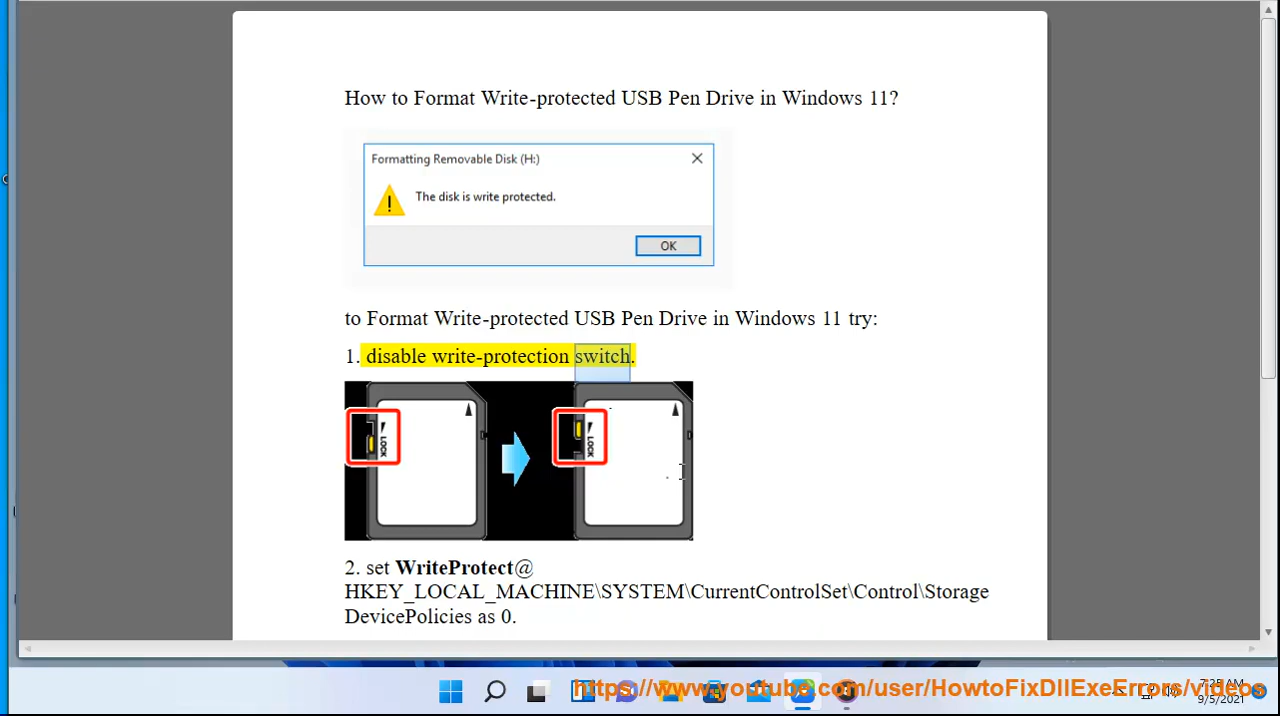 How to Format Write-protected USB Pen Drive in Windows 11?
Formatting Removable Disk (H:)
The disk is write protected.
OK
to Format Write-protected USB Pen Drive in Windows 11 try:
1. disable write-protection switch.
LOCK
LOCK
2. set WriteProtect@
HKEY_LOCAL_MACHINE\SYSTEM\CurrentControlSet\Control\Storage
DevicePolicies as 0.
https://www.youtube.com/user/HowtoFixDllExeErrors/videos
7:25 AM
9/5/2021